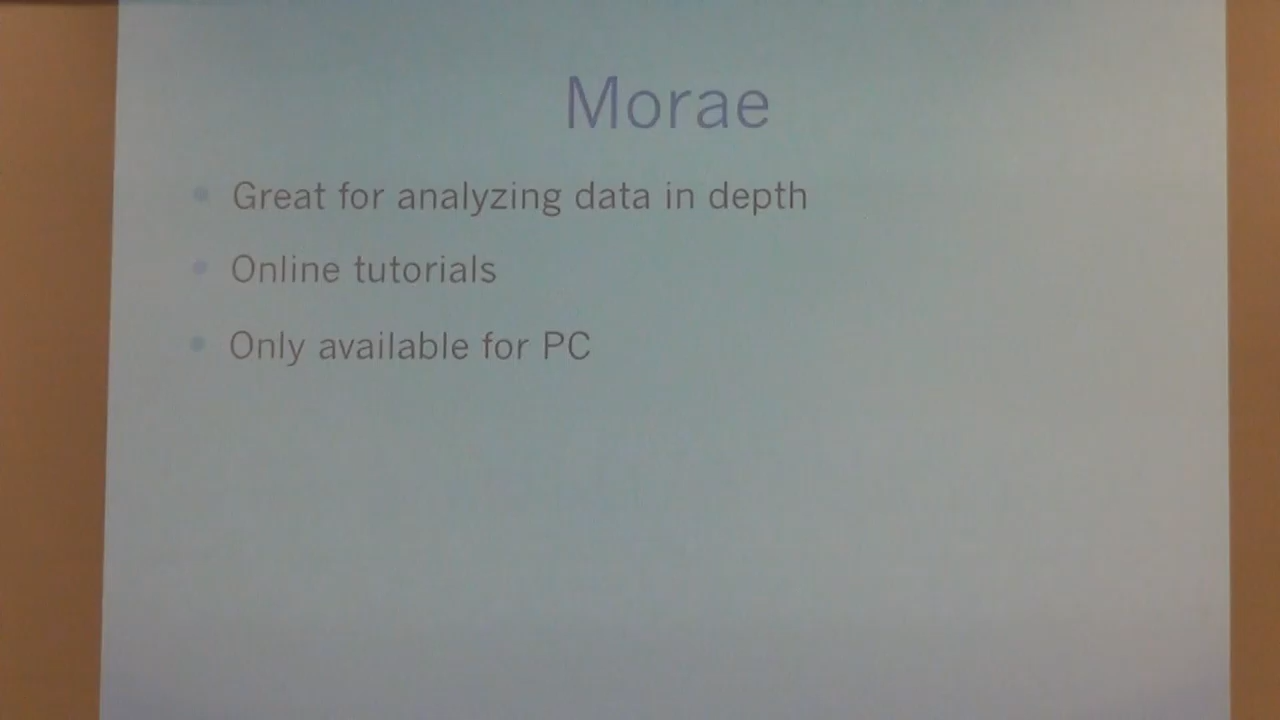 Morae
Great for analyzing data in depth
Online tutorials
Only available for PC